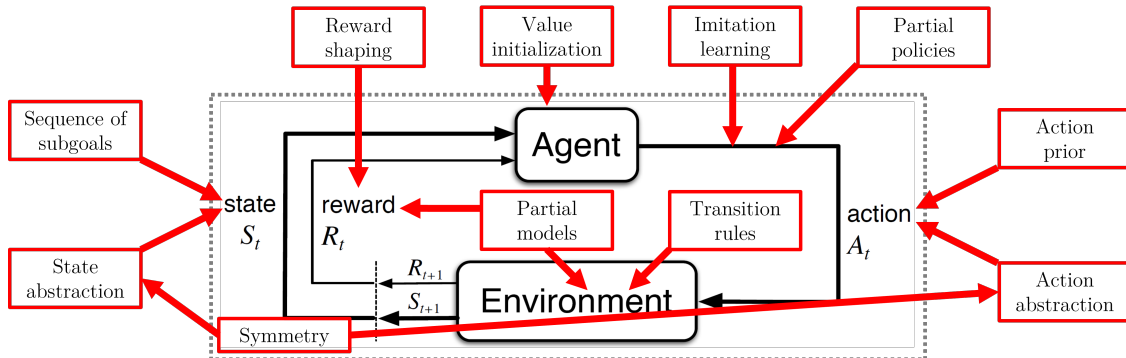 Reward
shaping
Value
initialization
Imitation
learning
Partial
policies
Sequence of
subgoals
Agent
Action
prior
state
S_t
reward
R_t
Partial
models
Transition
rules
action
A_t
State
abstraction
R_{t+1}
S_{t+1}
Environment
Action
abstraction
Symmetry